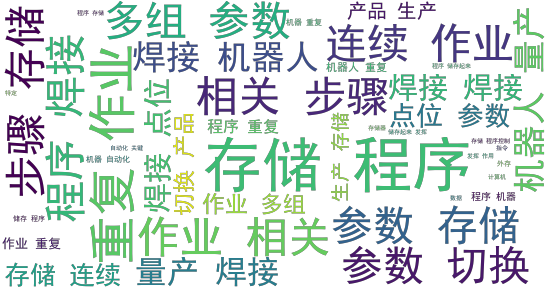 程序 存储
多组 参数
机器 重复
产品 生产
存储
焊接
作业
焊接 机器人
连续 作业
量产
机器人 重复
程序 储存起来
特定
相关 步骤
焊接 焊接
点位
点位 参数
机器人
步骤
程序 重复
产品
存储
存储器
储存起来 发挥
程序
自动化 关键
存储 程序控制
指令
机器 自动化
焊接
存储 程序
发挥 作用
外存
重复
切换
生产
计算机
作业 多组
数据
程序 机器
储存 程序
作业 相关
参数 存储
作业 重复
存储 连续
量产 焊接
参数 切换